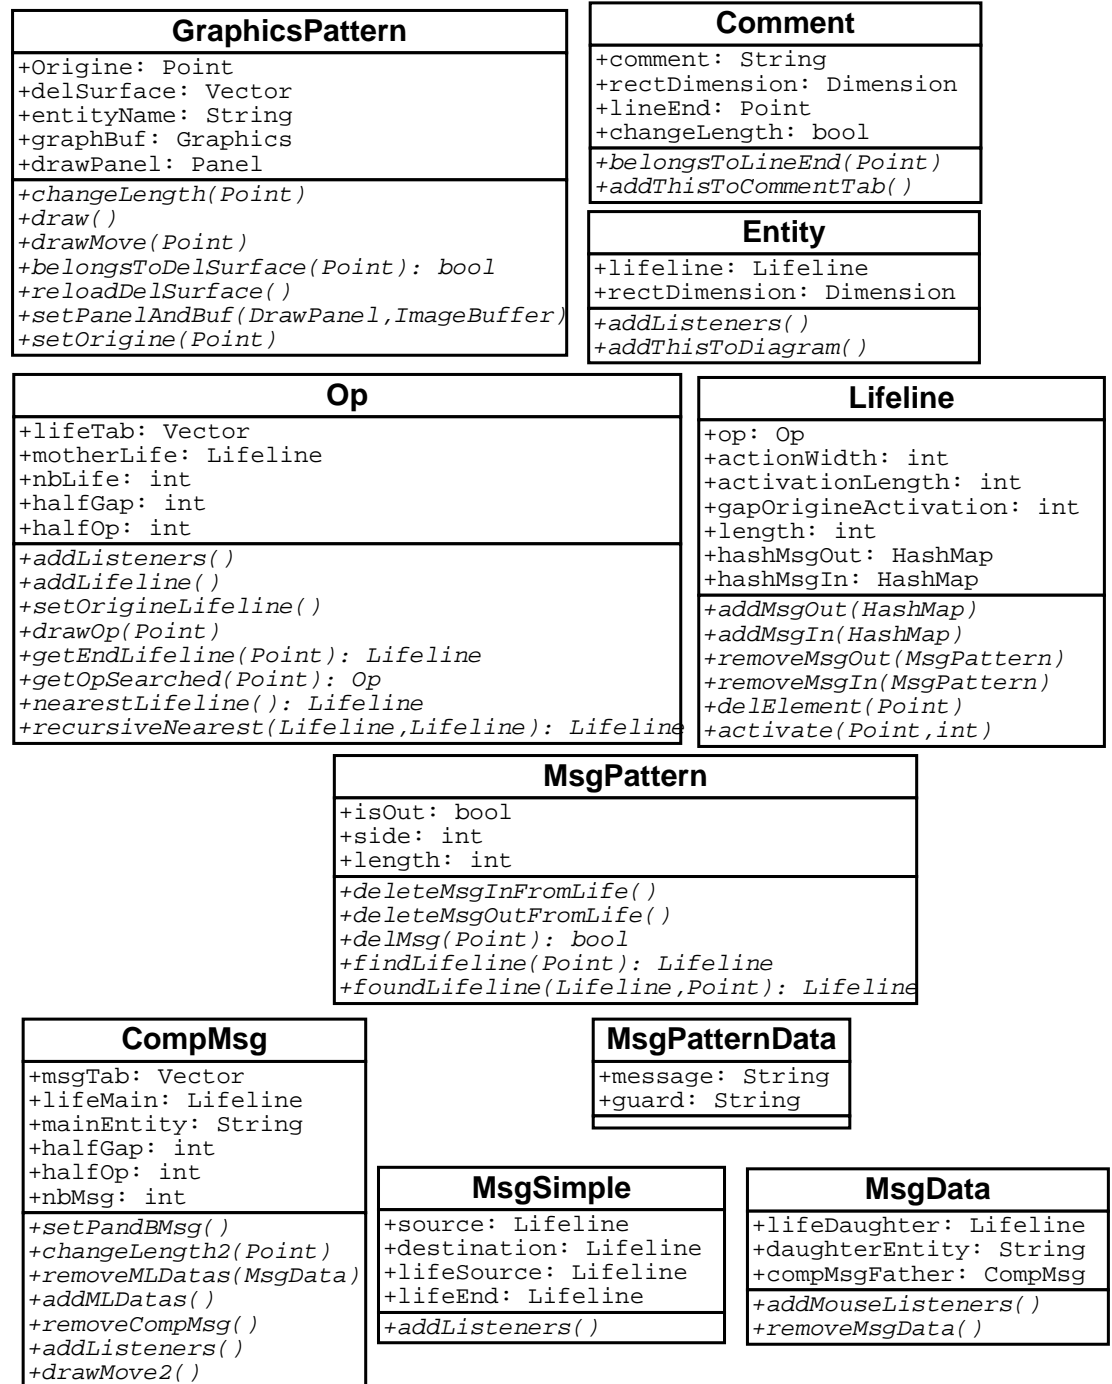 GraphicsPattern
+Origine: Point
+delSurface: Vector
+entityName: String
+graphBuf: Graphics
+drawPanel: Panel
+changeLength(Point)
+draw()
+drawMove(Point)
+belongsToDelSurface(Point): bool
+reloadDelSurface()
+setPanelAndBuf(DrawPanel,ImageBuffer)
+setOrigine(Point)
Comment
+comment: String
+rectDimension: Dimension
+lineEnd: Point
+changeLength: bool
+belongsToLineEnd(Point)
+addThisToCommentTab()
Entity
+lifeline: Lifeline
+rectDimension: Dimension
+addListeners()
+addThisToDiagram()
Op
+lifeTab: Vector
+motherLife: Lifeline
+nbLife: int
+halfGap: int
+halfOp: int
+addListeners()
+addLifeline()
+setOrigineLifeline()
+drawOp(Point)
+getEndLifeline(Point): Lifeline
+getOpSearched(Point): Op
+nearestLifeline(): Lifeline
+recursiveNearest(Lifeline,Lifeline): Lifeline
Lifeline
+op: Op
+actionWidth: int
+activationLength: int
+gapOrigineActivation: int
+length: int
+hashMsgOut: HashMap
+hashMsgIn: HashMap
+addMsgOut(HashMap)
+addMsgIn(HashMap)
+removeMsgOut(MsgPattern)
+removeMsgIn(MsgPattern)
+delElement(Point)
+activate(Point,int)
MsgPattern
+isOut: bool
+side: int
+length: int
+deleteMsgInFromLife()
+deleteMsgOutFromLife()
+delMsg(Point): bool
+findLifeline(Point): Lifeline
+foundLifeline(Lifeline,Point): Lifeline
CompMsg
+msgTab: Vector
+lifeMain: Lifeline
+mainEntity: String
+halfGap: int
+halfOp: int
+nbMsg: int
+setPandBMsg()
+changeLength2(Point)
+removeMLDatas(MsgData)
+addMLDatas()
+removeCompMsg()
+addListeners()
+drawMove2()
MsgPatternData
+message: String
+guard: String
MsgSimple
+source: Lifeline
+destination: Lifeline
+lifeSource: Lifeline
+lifeEnd: Lifeline
+addListeners()
MsgData
+lifeDaughter: Lifeline
+daughterEntity: String
+compMsgFather: CompMsg
+addMouseListeners()
+removeMsgData()